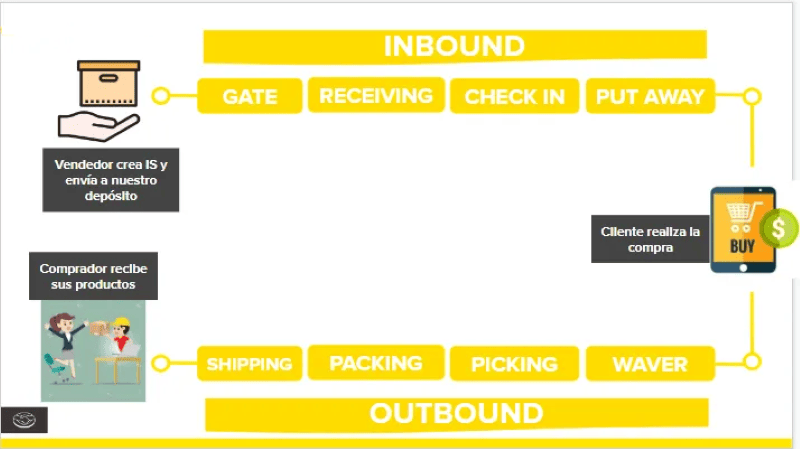 INBOUND
GATE
RECEIVING
CHECK IN
PUT AWAY
Vendedor crea IS y
envía a nuestro
depósito
Cliente realiza la
compra
BUY
$
Comprador recibe
sus productos
SHIPPING
PACKING
PICKING
WAVER
OUTBOUND